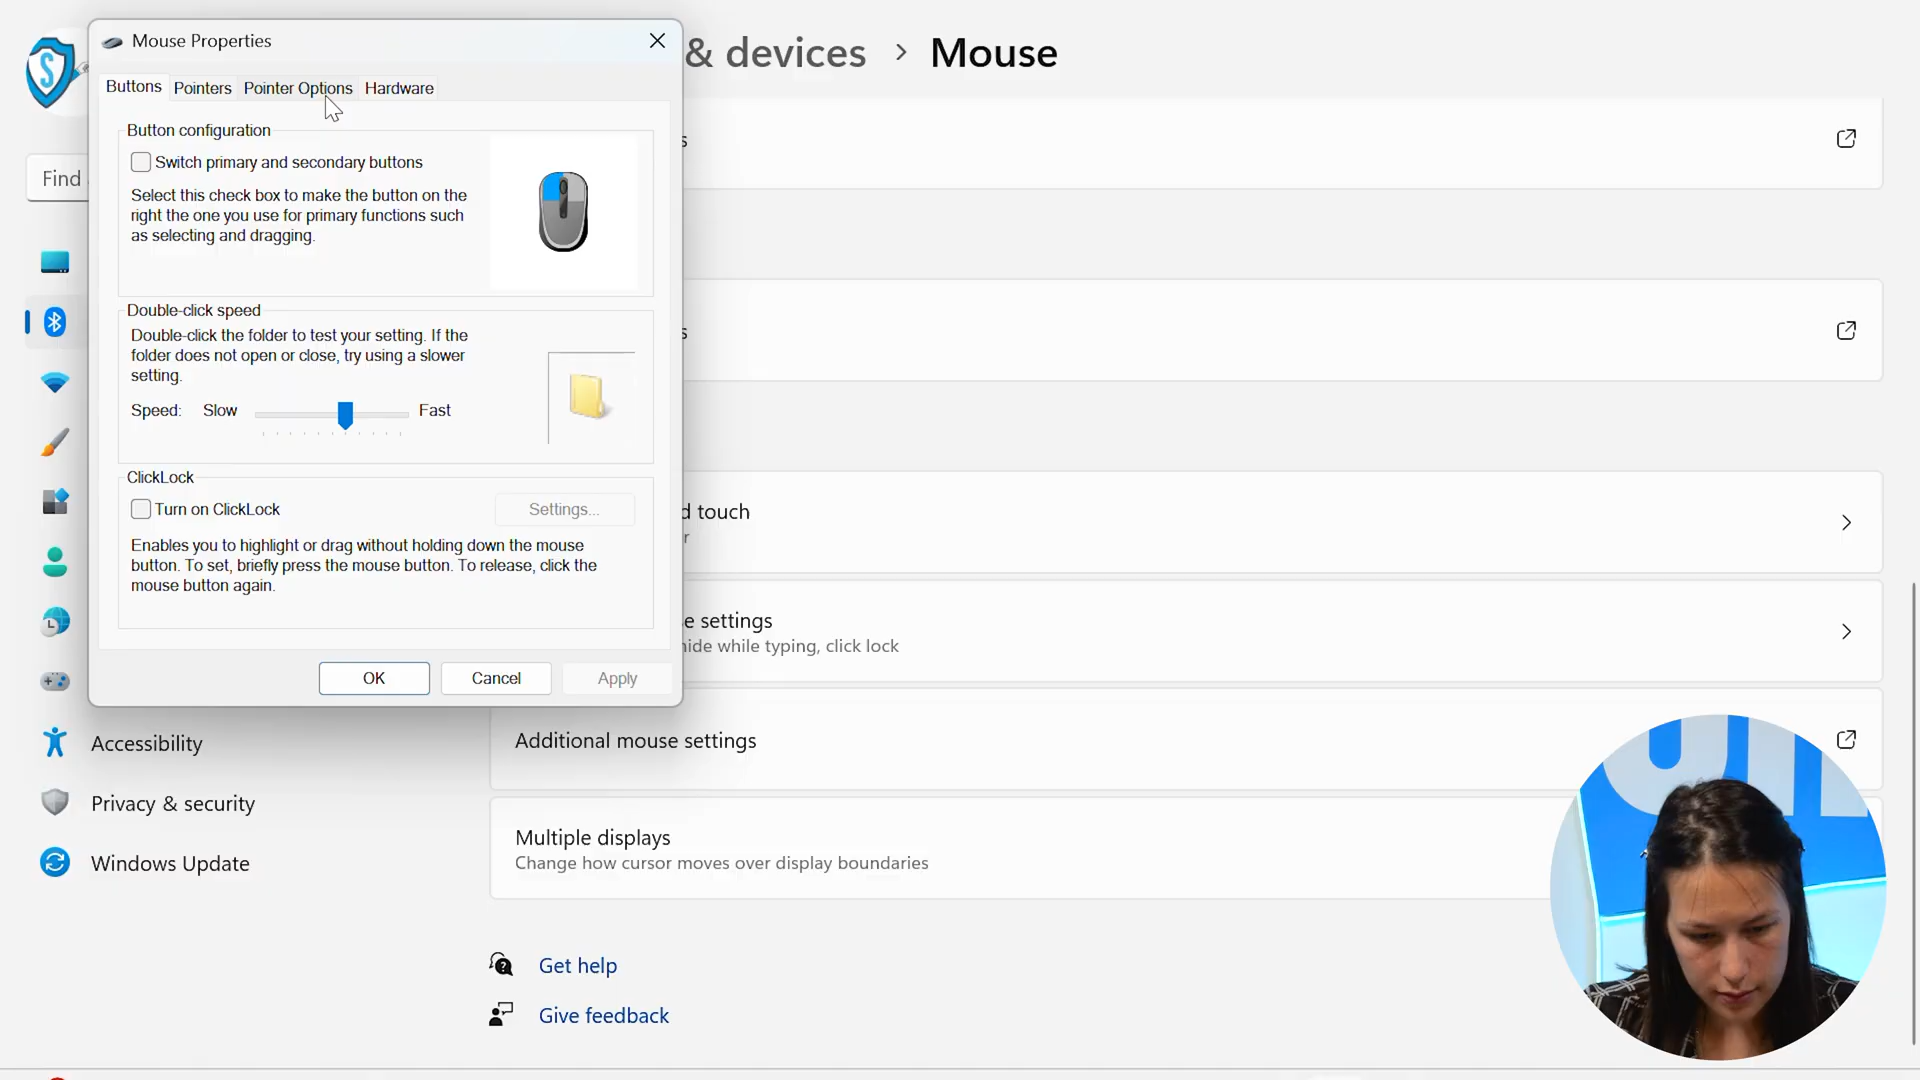 Mouse Properties
Buttons
Pointers
Pointer Options
Hardware
Button configuration
Switch primary and secondary buttons
Select this check box to make the button on the
right the one you use for primary functions such
as selecting and dragging.
Double-click speed
Double-click the folder to test your setting. If the
folder does not open or close, try using a slower
setting.
Speed: Slow Fast
ClickLock
Turn on ClickLock
Settings...
Enables you to highlight or drag without holding down the mouse
button. To set, briefly press the mouse button. To release, click the
mouse button again.
OK
Cancel
Apply
S
Find
Accessibility
Privacy & security
Windows Update
& devices > Mouse
s
s
d touch
r
e settings
hide while typing, click lock
Additional mouse settings
Multiple displays
Change how cursor moves over display boundaries
Get help
Give feedback